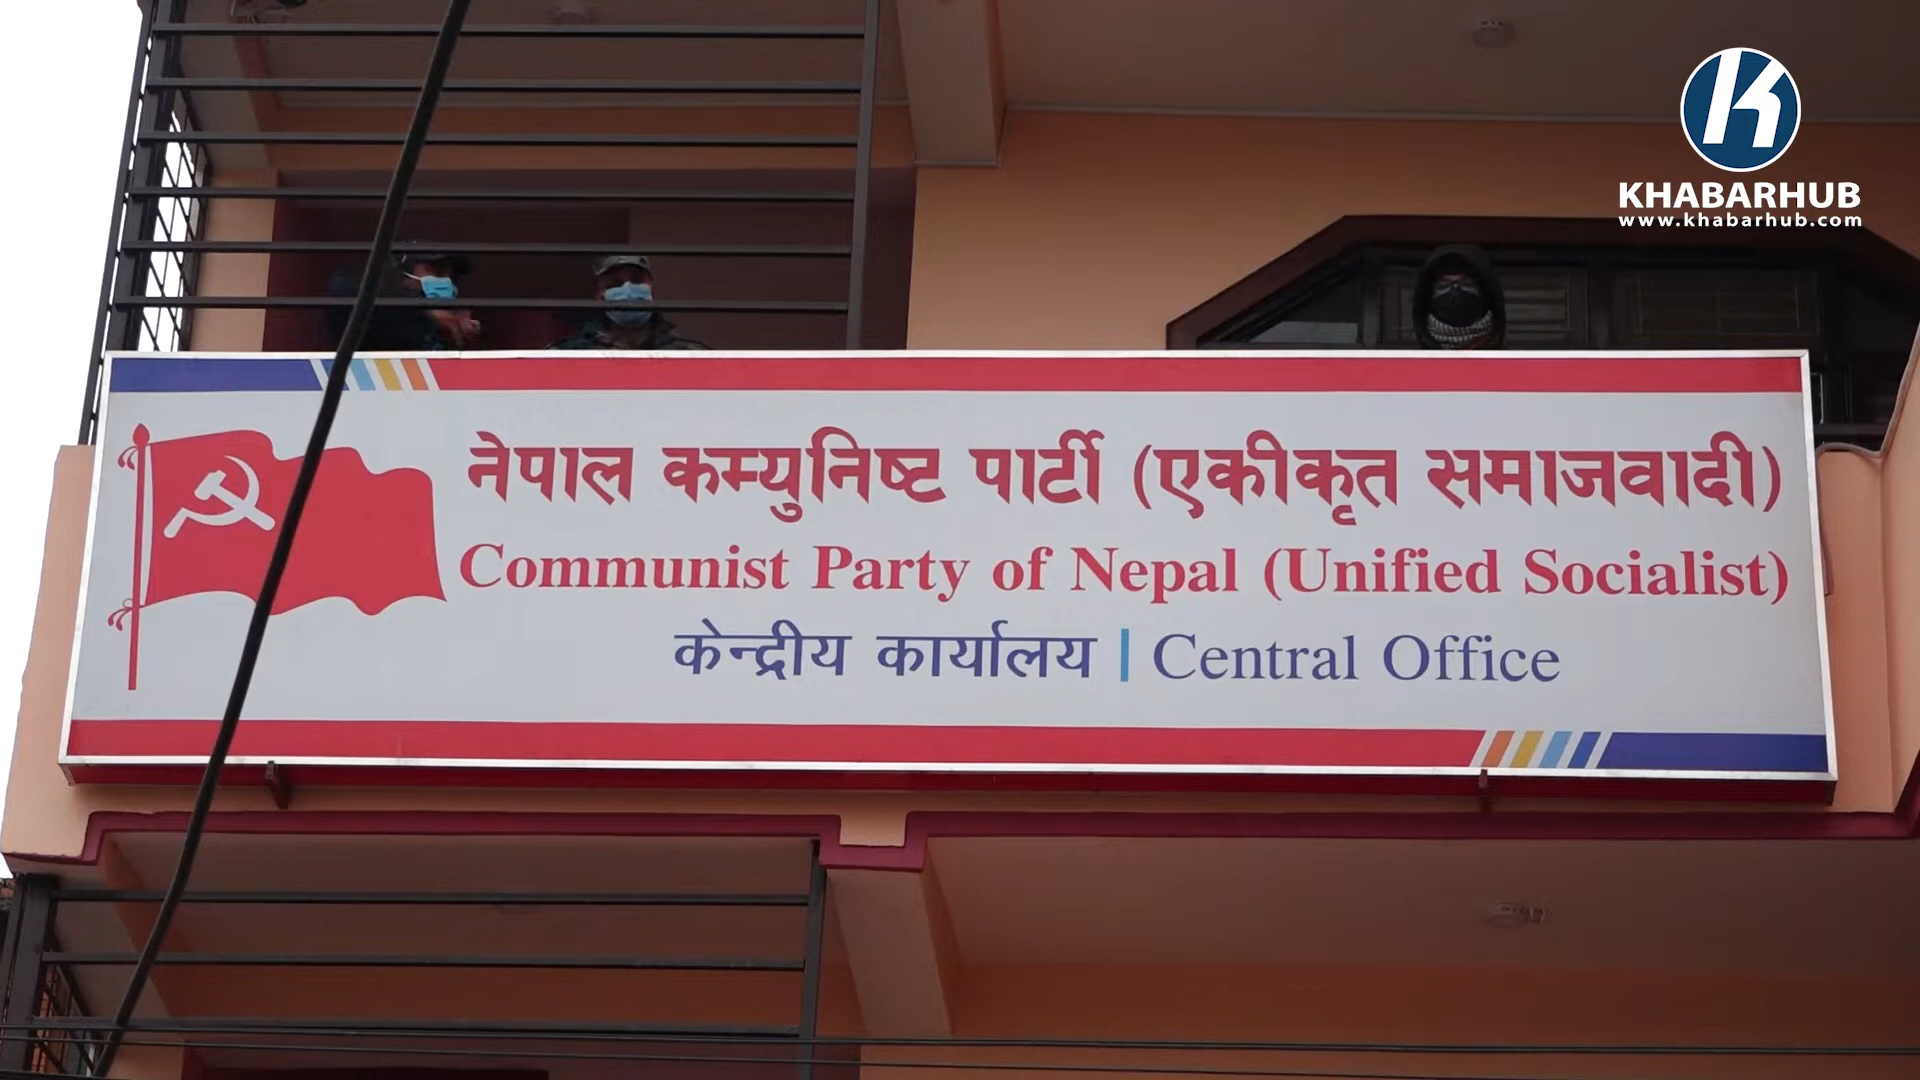 KHABARHUB
www.khabarhub.com
नेपाल कम्युनिष्ट पार्टी (एकीकृत समाजवादी)
Communist Party of Nepal (Unified Socialist)
केन्द्रीय कार्यालय | Central Office